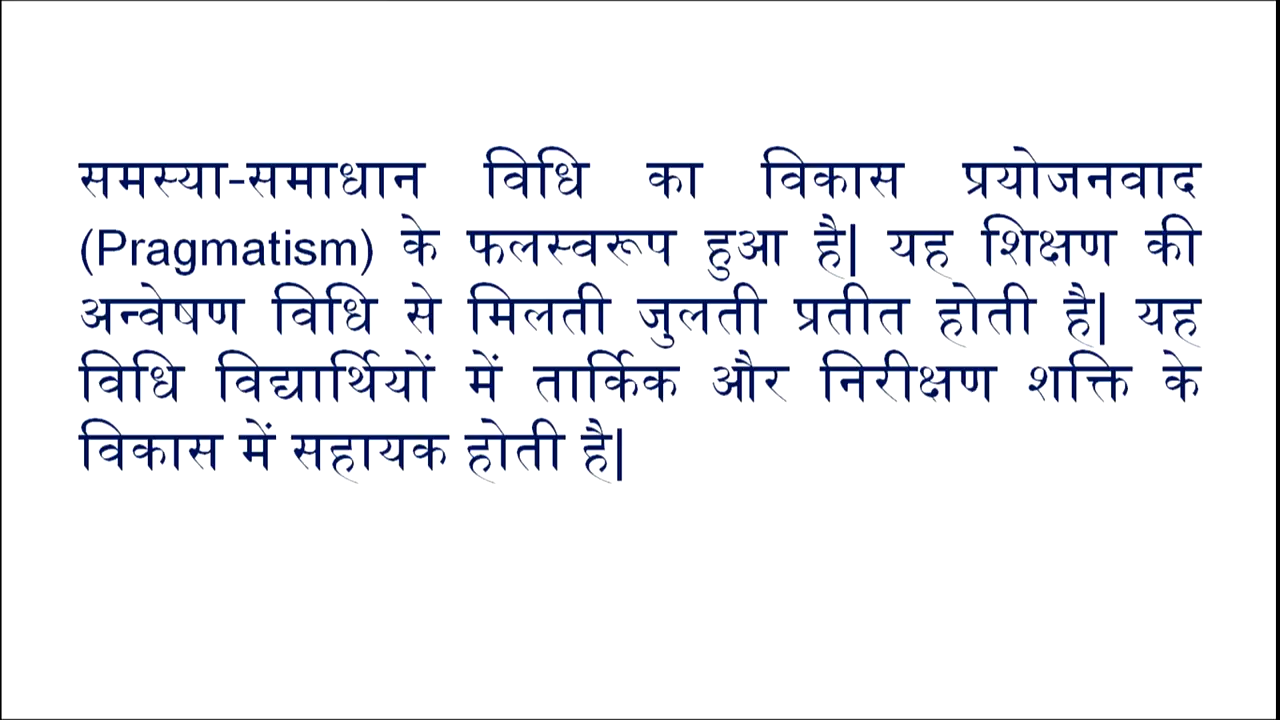 समस्या-समाधान विधि का विकास प्रयोजनवाद
(Pragmatism) के फलस्वरूप हुआ है| यह शिक्षण की
अन्वेषण विधि से मिलती जुलती प्रतीत होती है| यह
विधि विद्यार्थियों में तार्किक और निरीक्षण शक्ति के
विकास में सहायक होती है|